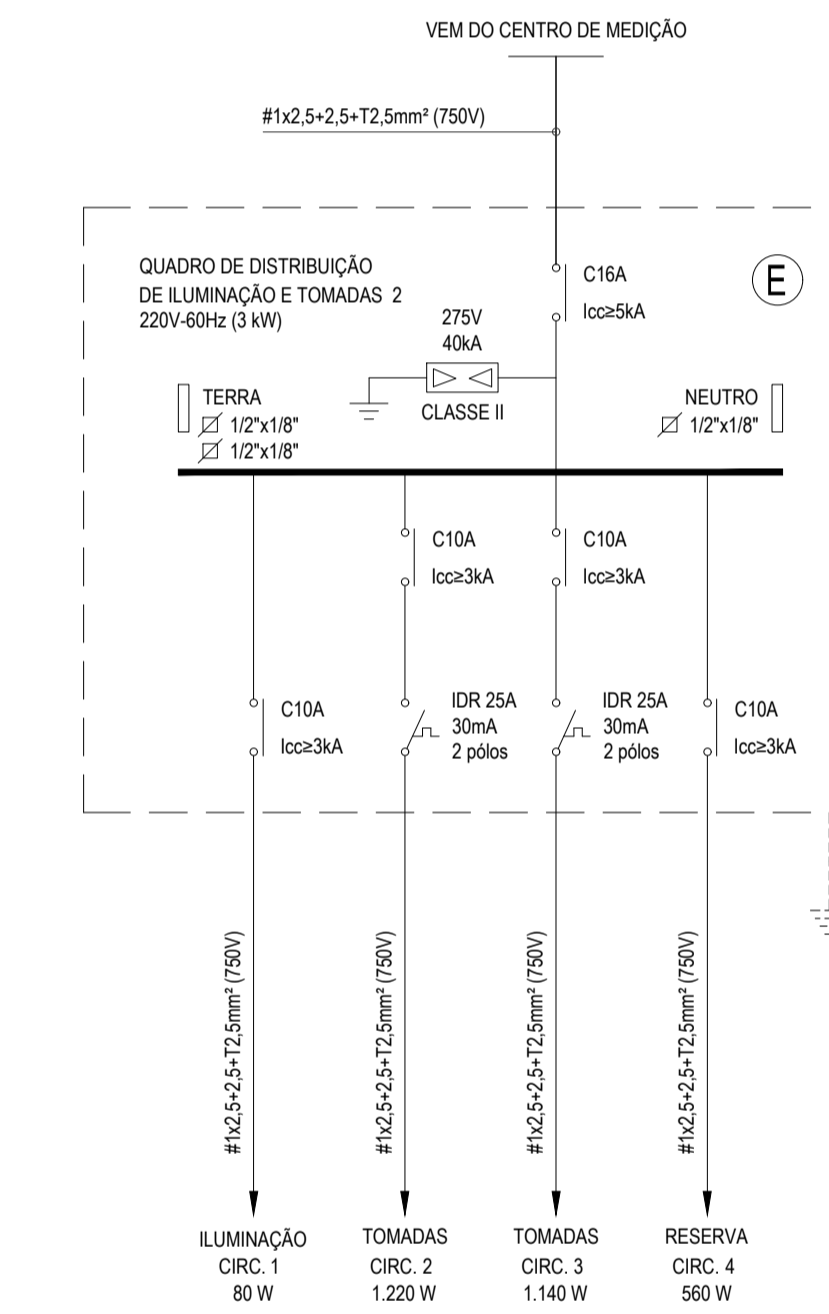 VEM DO CENTRO DE MEDIÇÃO
#1x2,5+2,5+T2,5mm² (750V)
QUADRO DE DISTRIBUIÇÃO
DE ILUMINAÇÃO E TOMADAS 2
220V-60Hz (3 kW)
C16A
Icc≥5kA
E
275V
40kA
CLASSE II
TERRA
1/2"x1/8"
1/2"x1/8"
NEUTRO
1/2"x1/8"
C10A
Icc≥3kA
C10A
Icc≥3kA
C10A
Icc≥3kA
IDR 25A
30mA
2 pólos
IDR 25A
30mA
2 pólos
C10A
Icc≥3kA
#1x2,5+2,5+T2,5mm² (750V)
#1x2,5+2,5+T2,5mm² (750V)
#1x2,5+2,5+T2,5mm² (750V)
#1x2,5+2,5+T2,5mm² (750V)
ILUMINAÇÃO
CIRC. 1
80 W
TOMADAS
CIRC. 2
1.220 W
TOMADAS
CIRC. 3
1.140 W
RESERVA
CIRC. 4
560 W